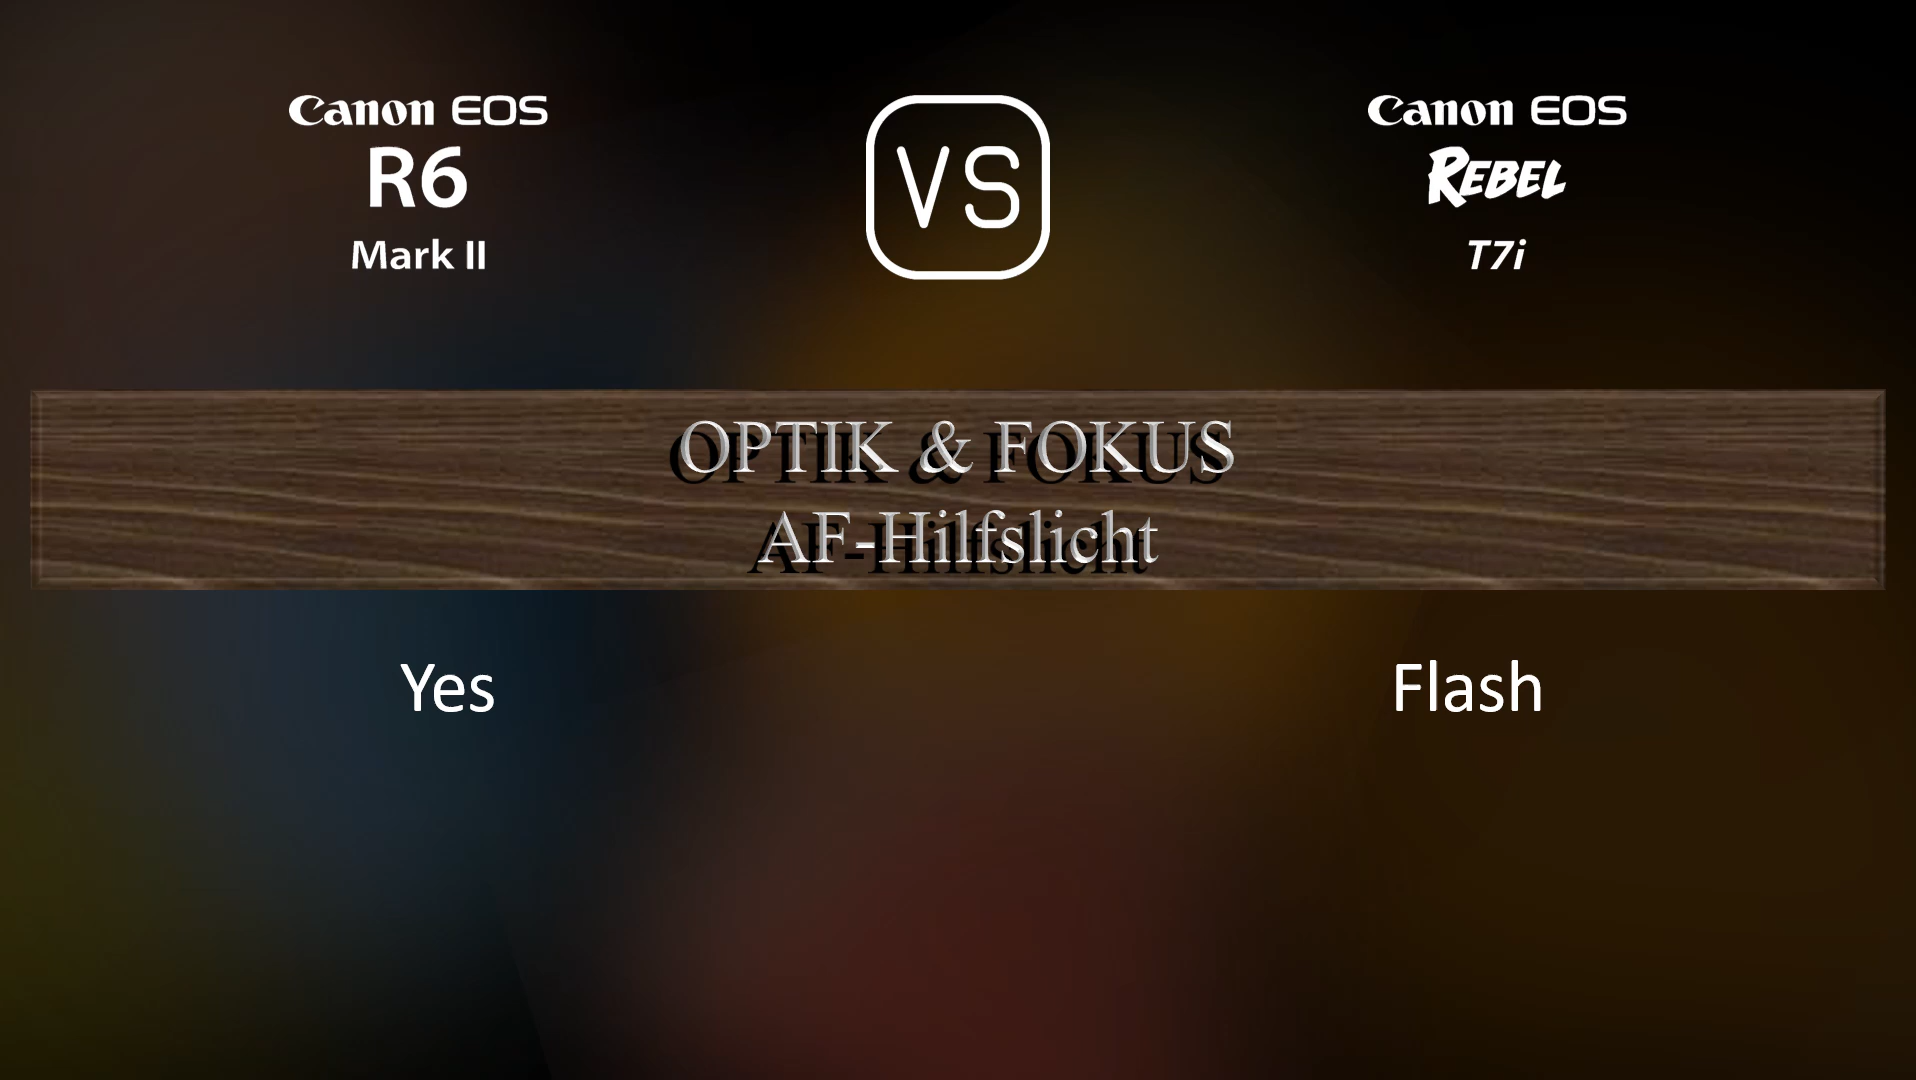 Canon EOS
R6
Mark II
VS
Canon EOS
REBEL
T7i
OPTIK & FOKUS
AF-Hilfslicht
Yes
Flash